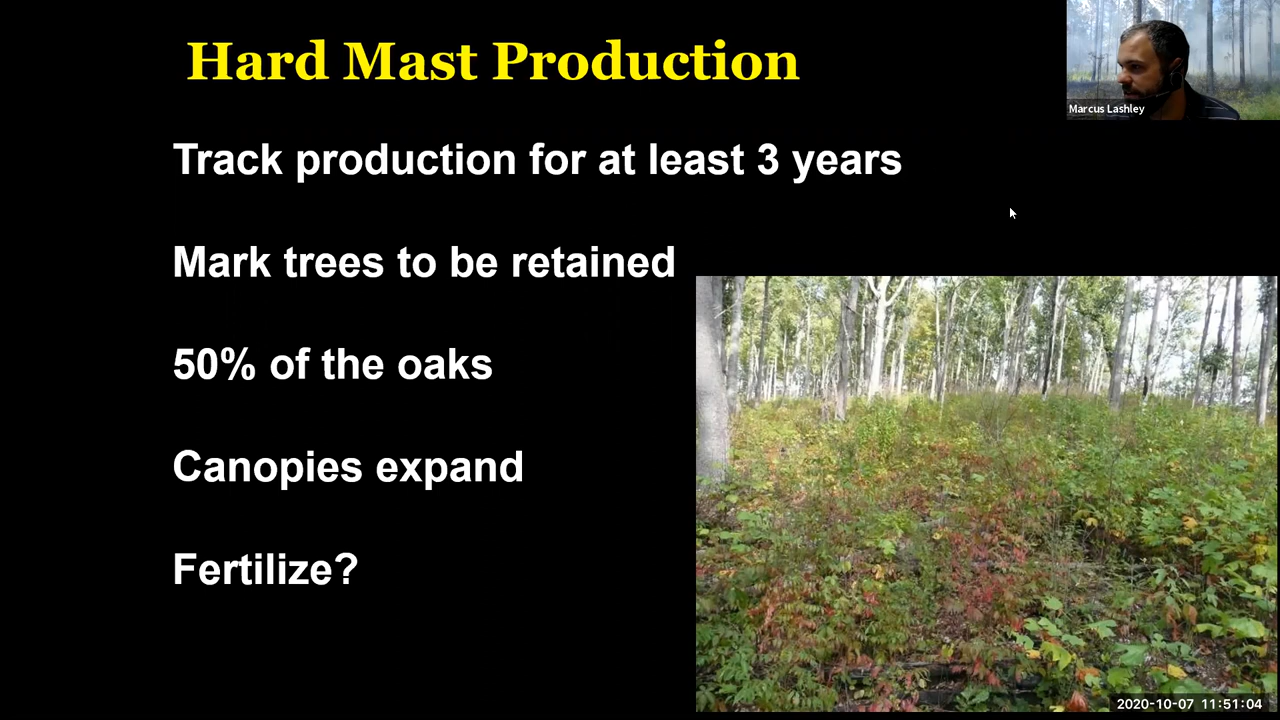 Hard Mast Production
Marcus Lashley
Track production for at least 3 years
Mark trees to be retained
50% of the oaks
Canopies expand
Fertilize?
2020-10-07 11:51:04